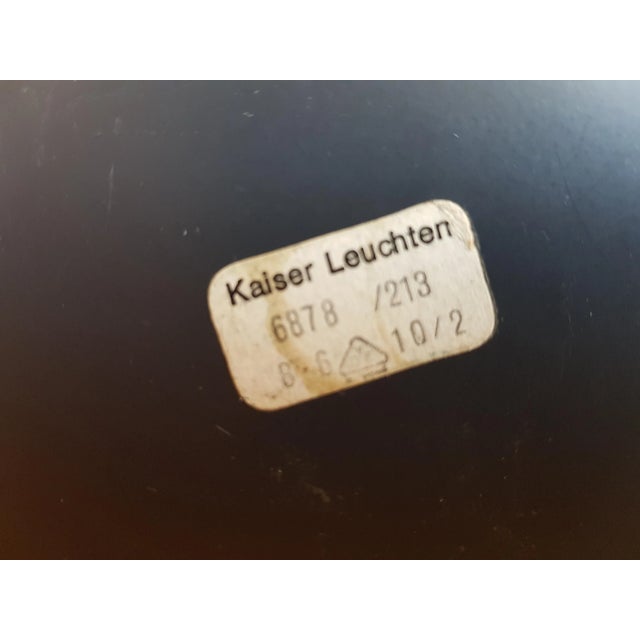 Kaiser Leuchten
6878 /213
8-6 10/2